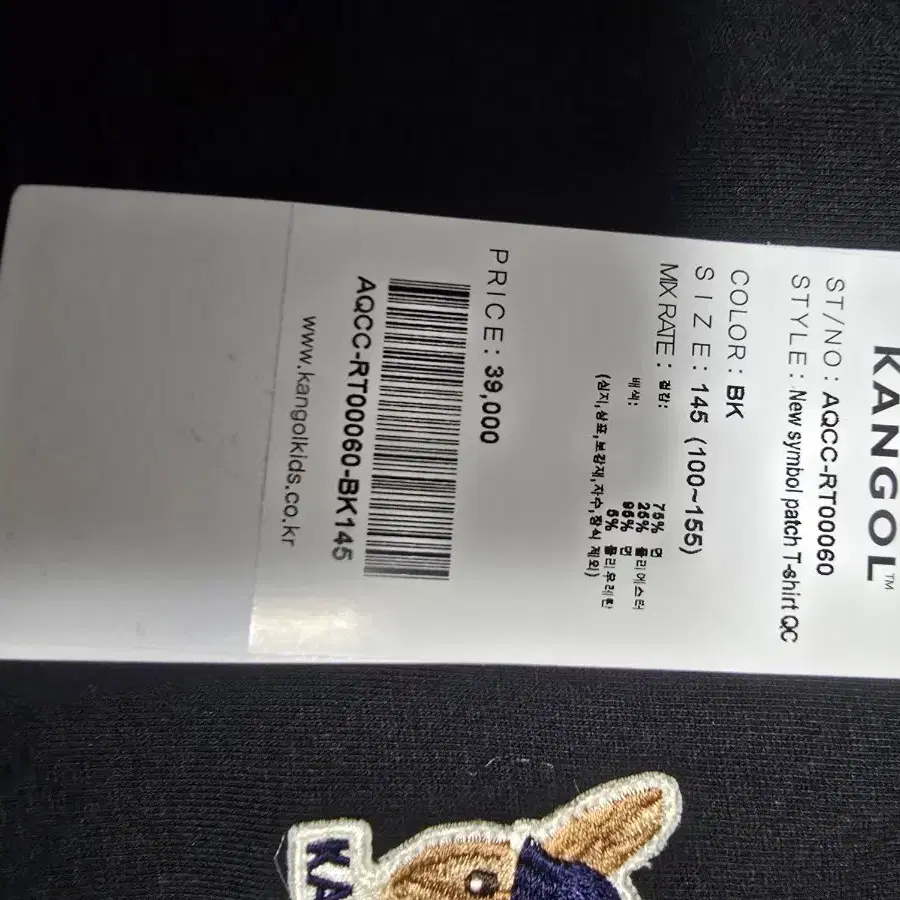 KANGOL™
ST/NO : AQCC-RT00060
STYLE : New symbol patch T-shirt QC
COLOR : BK
SIZE : 145 (100~155)
MIX RATE : 겉감: 75% 면
25% 폴리에스터
배색: 95% 면
5% 폴리우레탄
(심지,상표,보강재,자수,장식 제외)
PRICE : 39,000
AQCC-RT00060-BK145
www.kangolkids.co.kr
KA